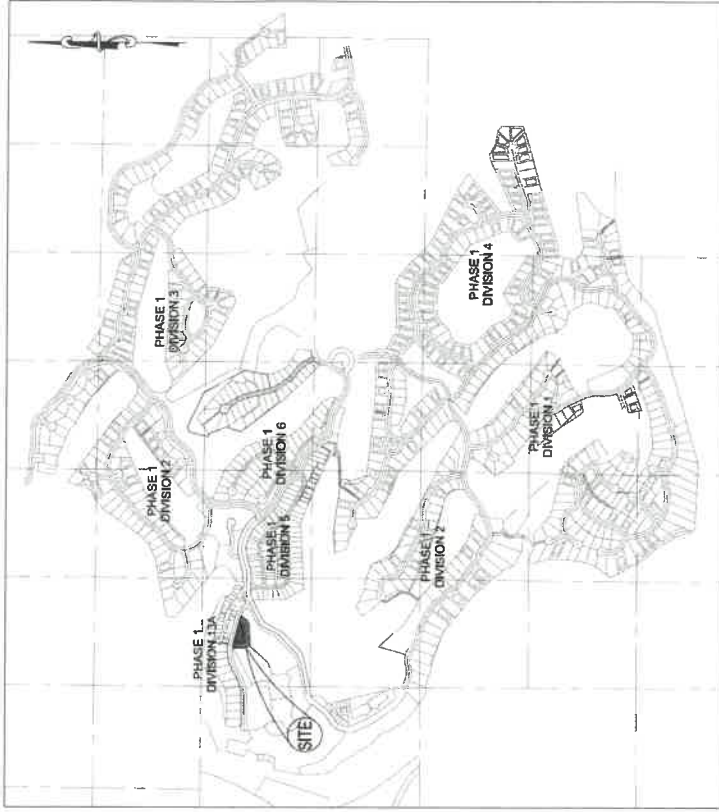 PHASE 1
DIVISION 2
PHASE 1
DIVISION 3
PHASE 1
DIVISION 13A
PHASE 1
DIVISION 5
PHASE 1
DIVISION 6
SITE
PHASE 1
DIVISION 2
PHASE 1
DIVISION 4
PHASE 1
DIVISION 1